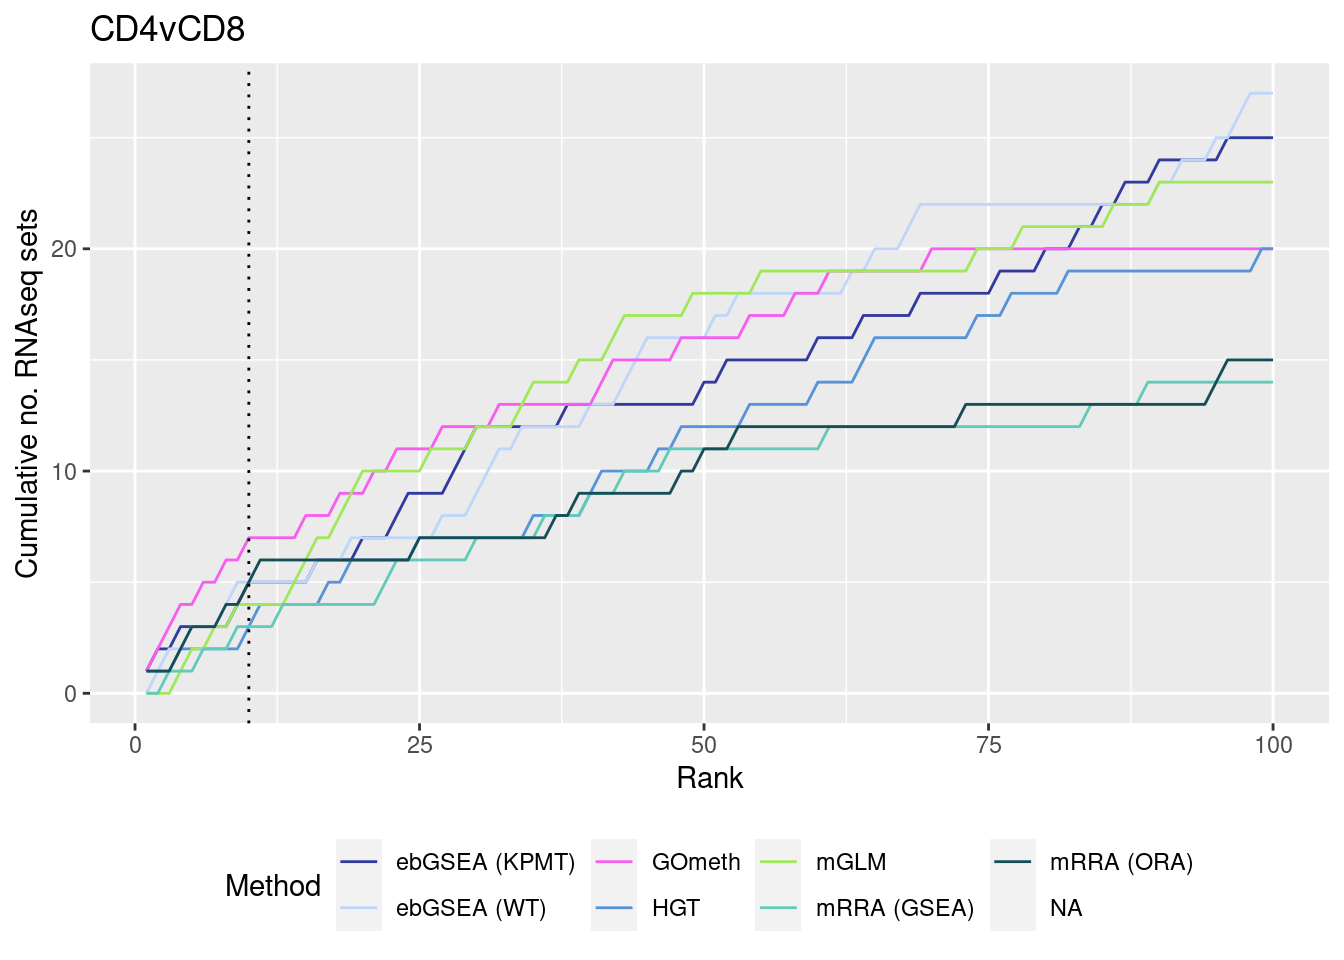 CD4vCD8
Cumulative no. RNAseq sets
20
10
0
0 25 50 75 100
Rank
Method
ebGSEA (KPMT) GOmeth mGLM mRRA (ORA)
ebGSEA (WT) HGT mRRA (GSEA) NA